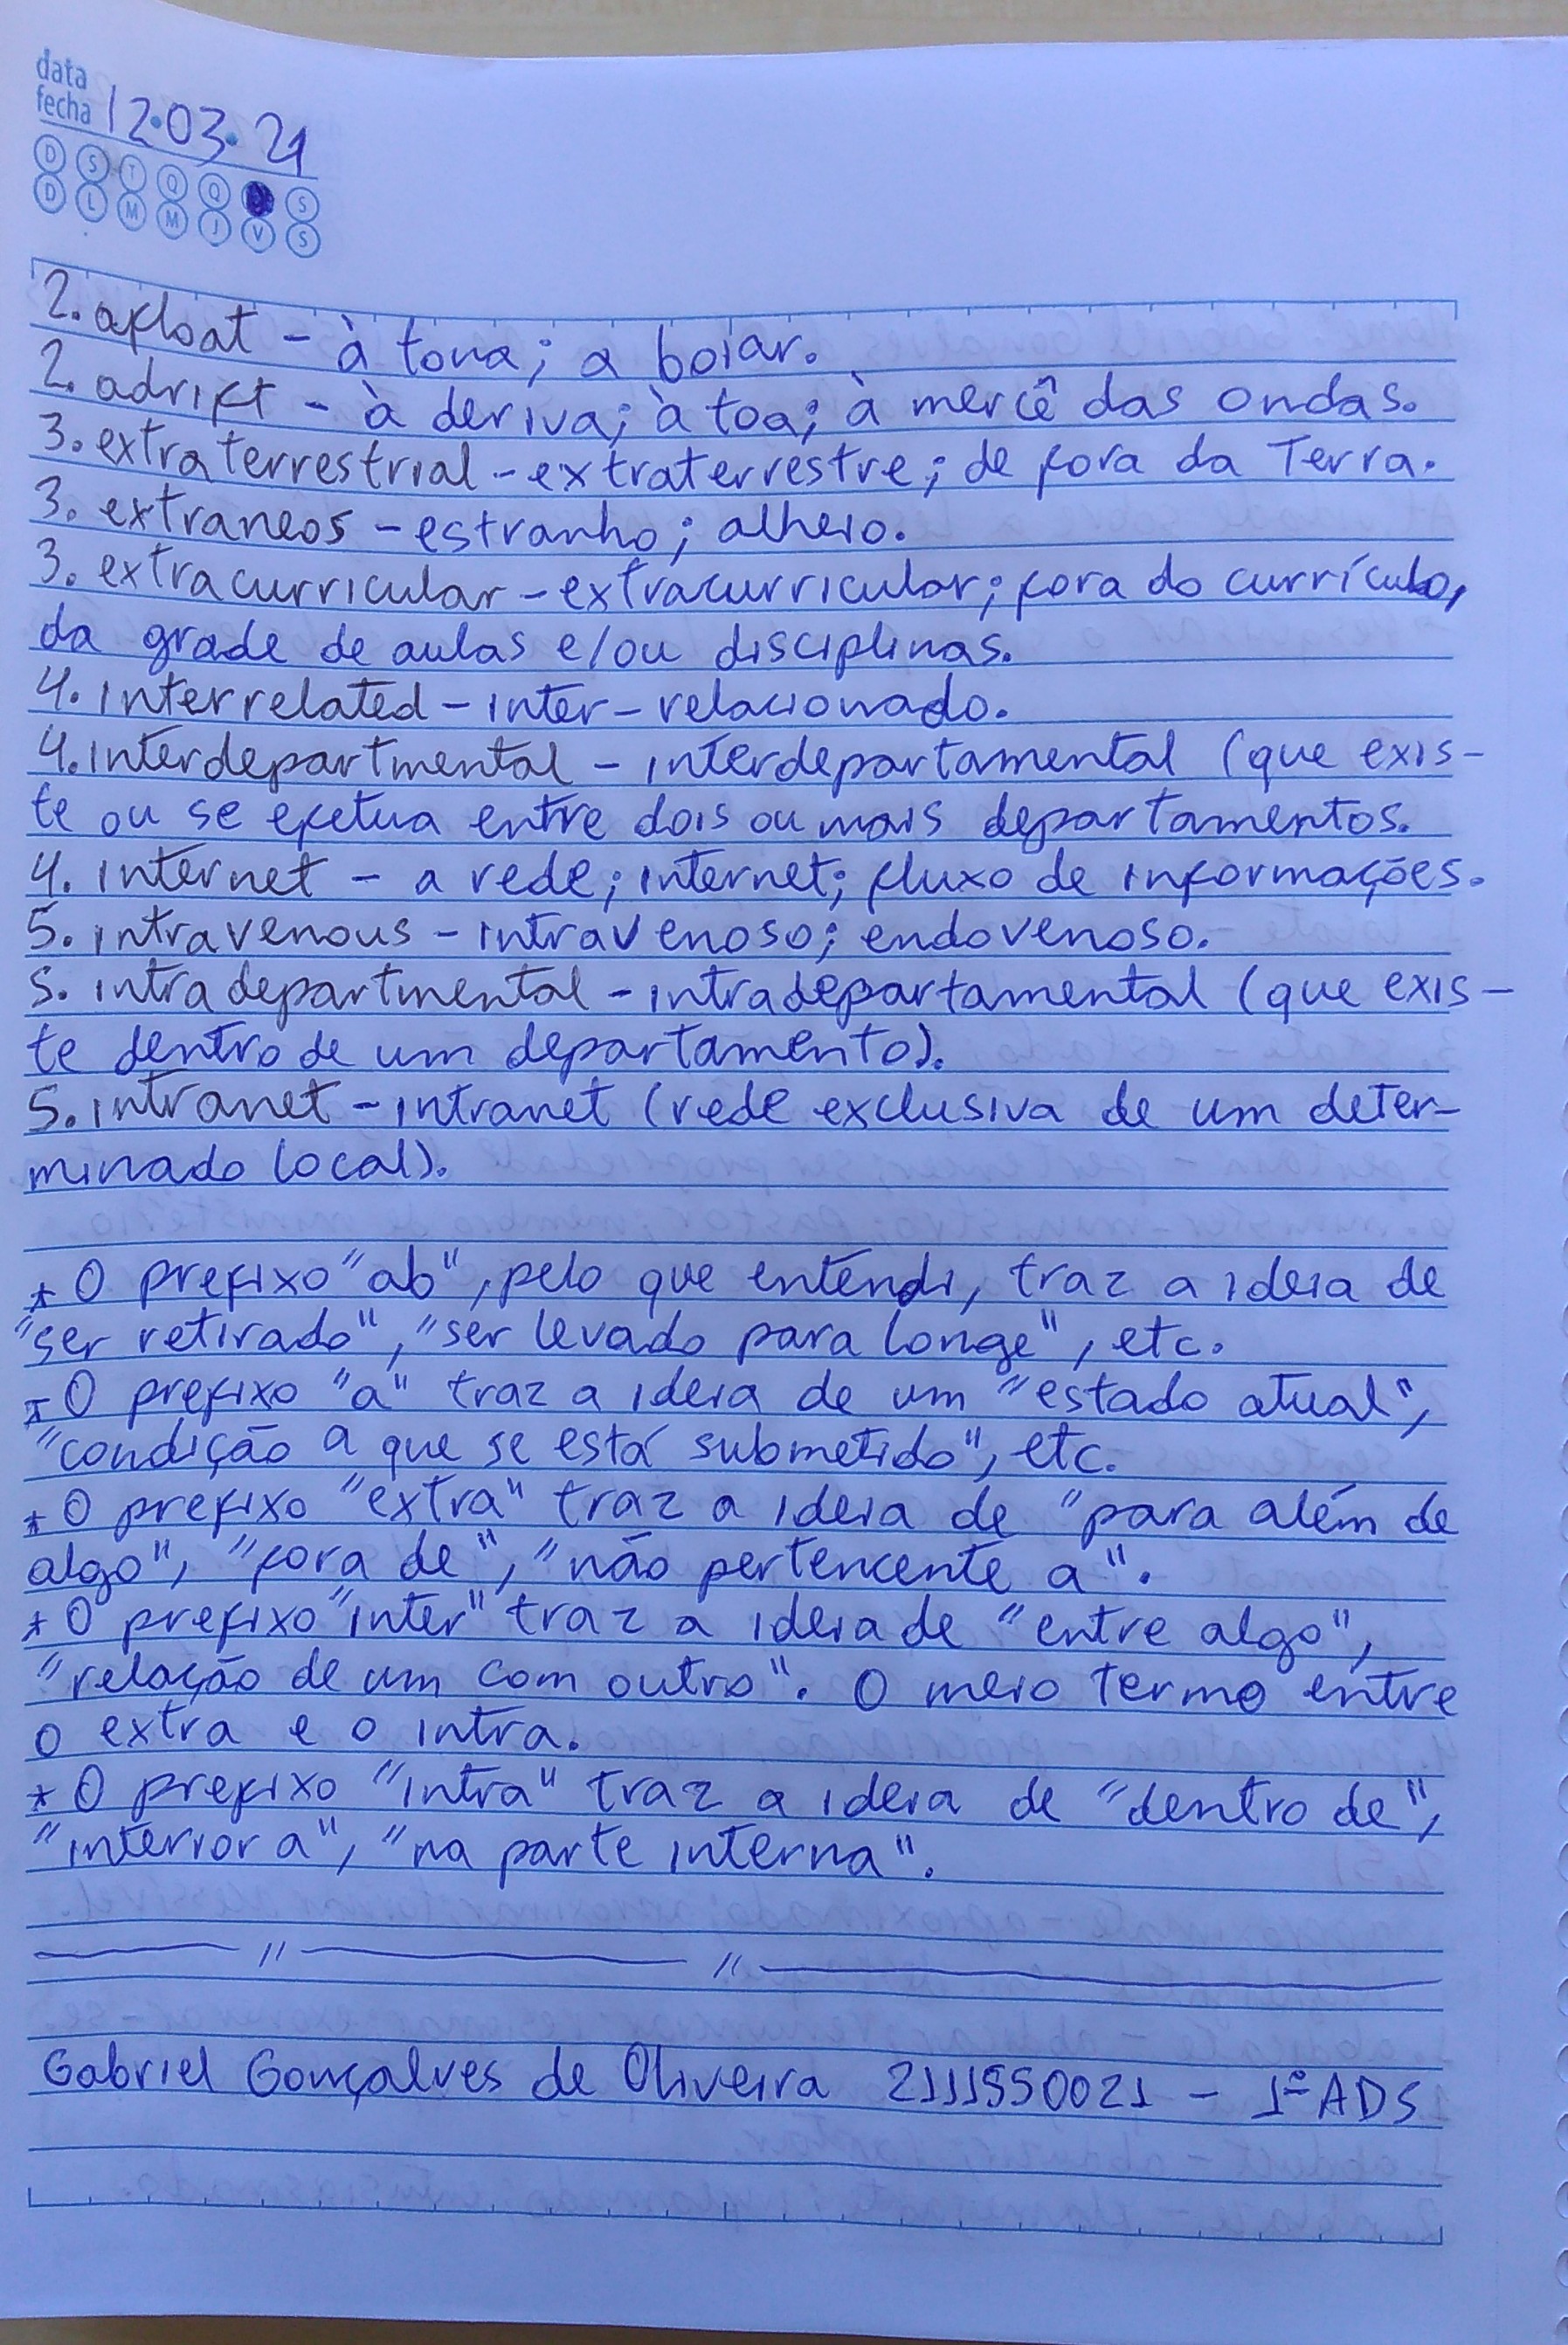 data
fecha 12.03.21
D S T Q Q S
D L M M J V S
2. afloat - à tona; a boiar.
2. adrift - à deriva; à toa; à mercê das ondas.
3. extraterrestrial - extraterrestre; de fora da Terra.
3. extraneos - estranho; alheio.
3. extracurricular - extracurricular; fora do currículo,
da grade de aulas e/ou disciplinas.
4. interrelated - inter-relacionado.
4. interdepartmental - interdepartamental (que exis-
te ou se efetua entre dois ou mais departamentos.
4. internet - a rede; internet; fluxo de informações.
5. intravenous - intravenoso; endovenoso.
5. intradepartmental - intradepartamental (que exis-
te dentro de um departamento).
5. intranet - intranet (rede exclusiva de um deter-
minado local).
* O prefixo "ab", pelo que entendi, traz a ideia de
"ser retirado", "ser levado para longe", etc.
* O prefixo "a" traz a ideia de um "estado atual",
"condição a que se está submetido", etc.
* O prefixo "extra" traz a ideia de "para além de
algo", "fora de", "não pertencente a".
* O prefixo "inter" traz a ideia de "entre algo",
"relação de um com outro". O meio termo entre
o extra e o intra.
* O prefixo "intra" traz a ideia de "dentro de",
"interior a", "na parte interna".
Gabriel Gonçalves de Oliveira 2111550021 - 1º ADS